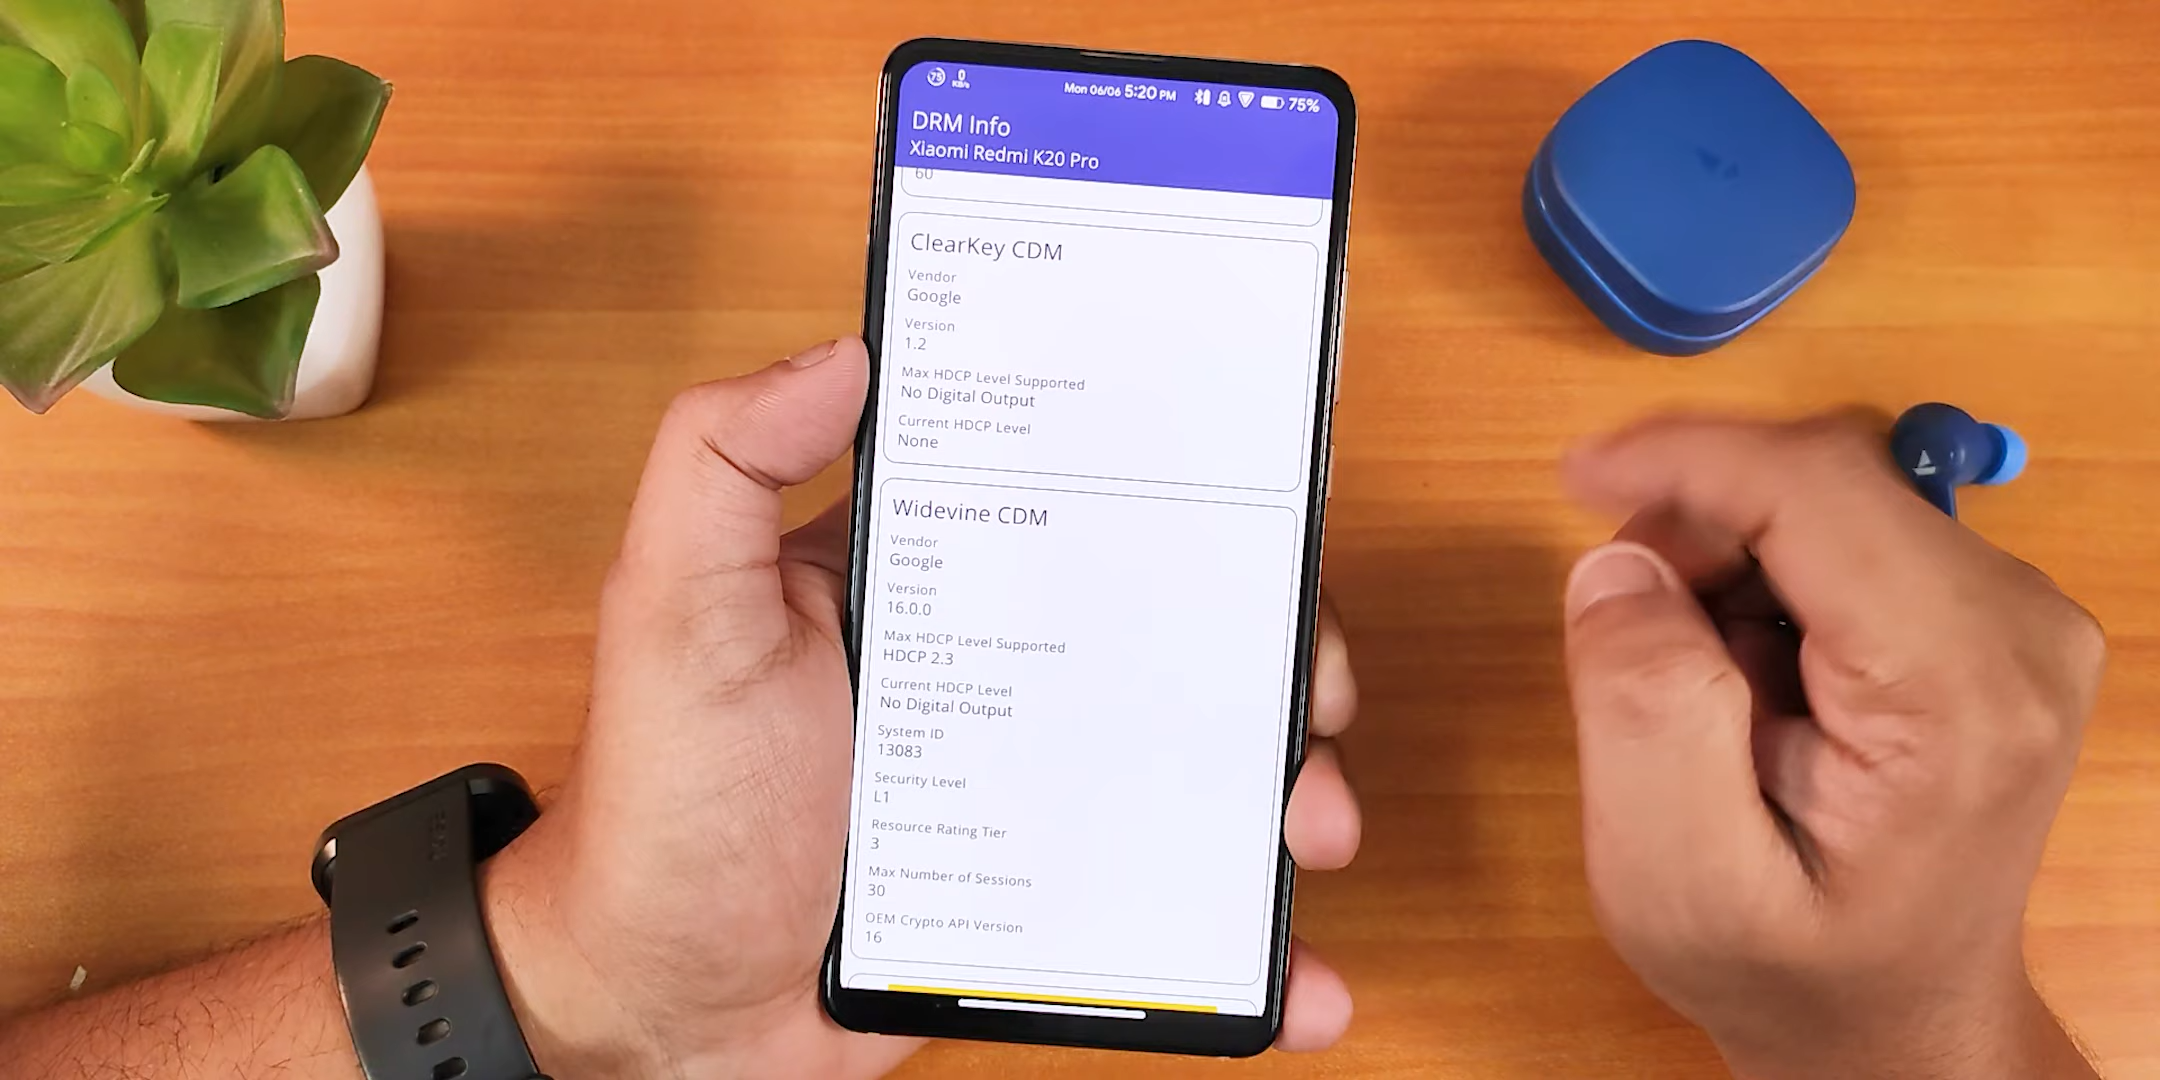 75 0 KB/s Mon 06/06 5:20 PM 75%
DRM Info
Xiaomi Redmi K20 Pro
60
ClearKey CDM
Vendor
Google
Version
1.2
Max HDCP Level Supported
No Digital Output
Current HDCP Level
None
Widevine CDM
Vendor
Google
Version
16.0.0
Max HDCP Level Supported
HDCP 2.3
Current HDCP Level
No Digital Output
System ID
13083
Security Level
L1
Resource Rating Tier
3
Max Number of Sessions
30
OEM Crypto API Version
16